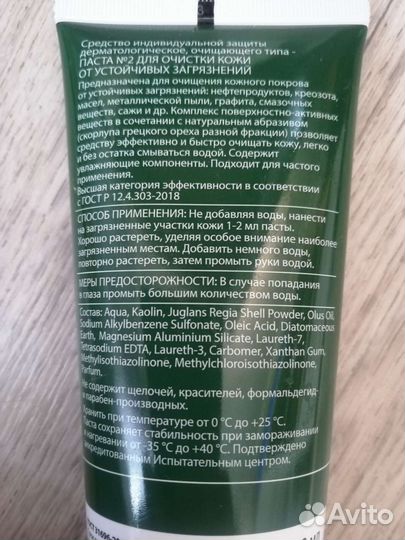 Средство индивидуальной защиты
дерматологическое, очищающего типа -
ПАСТА №2 ДЛЯ ОЧИСТКИ КОЖИ
ОТ УСТОЙЧИВЫХ ЗАГРЯЗНЕНИЙ
Предназначена для очищения кожного покрова
от устойчивых загрязнений: нефтепродуктов, креозота,
масел, металлической пыли, графита, смазочных
веществ, сажи и др. Комплекс поверхностно-активных
веществ в сочетании с натуральным абразивом
(скорлупа грецкого ореха разной фракции) позволяет
средству эффективно и быстро очищать кожу, легко
и без остатка смываться водой. Содержит
увлажняющие компоненты. Подходит для частого
применения.
Высшая категория эффективности в соответствии
с ГОСТ Р 12.4.303-2018
СПОСОБ ПРИМЕНЕНИЯ: Не добавляя воды, нанести
на загрязненные участки кожи 1-2 мл пасты.
Хорошо растереть, уделяя особое внимание наиболее
загрязненным местам. Добавить немного воды,
повторно растереть, затем промыть руки водой.
МЕРЫ ПРЕДОСТОРОЖНОСТИ: В случае попадания
в глаза промыть большим количеством воды.
Состав: Aqua, Kaolin, Juglans Regia Shell Powder, Olus Oil,
Sodium Alkylbenzene Sulfonate, Oleic Acid, Diatomaceous
Earth, Magnesium Aluminium Silicate, Laureth-7,
Tetrasodium EDTA, Laureth-3, Carbomer, Xanthan Gum,
Methylisothiazolinone, Methylchloroisothiazolinone,
Parfum.
Не содержит щелочей, красителей, формальдегид-
и парабен-производных.
Хранить при температуре от 0 °С до +25 °С.
Паста сохраняет стабильность при замораживании
и нагревании от -35 °С до +40 °С. Подтверждено
аккредитованным Испытательным центром.
Avito